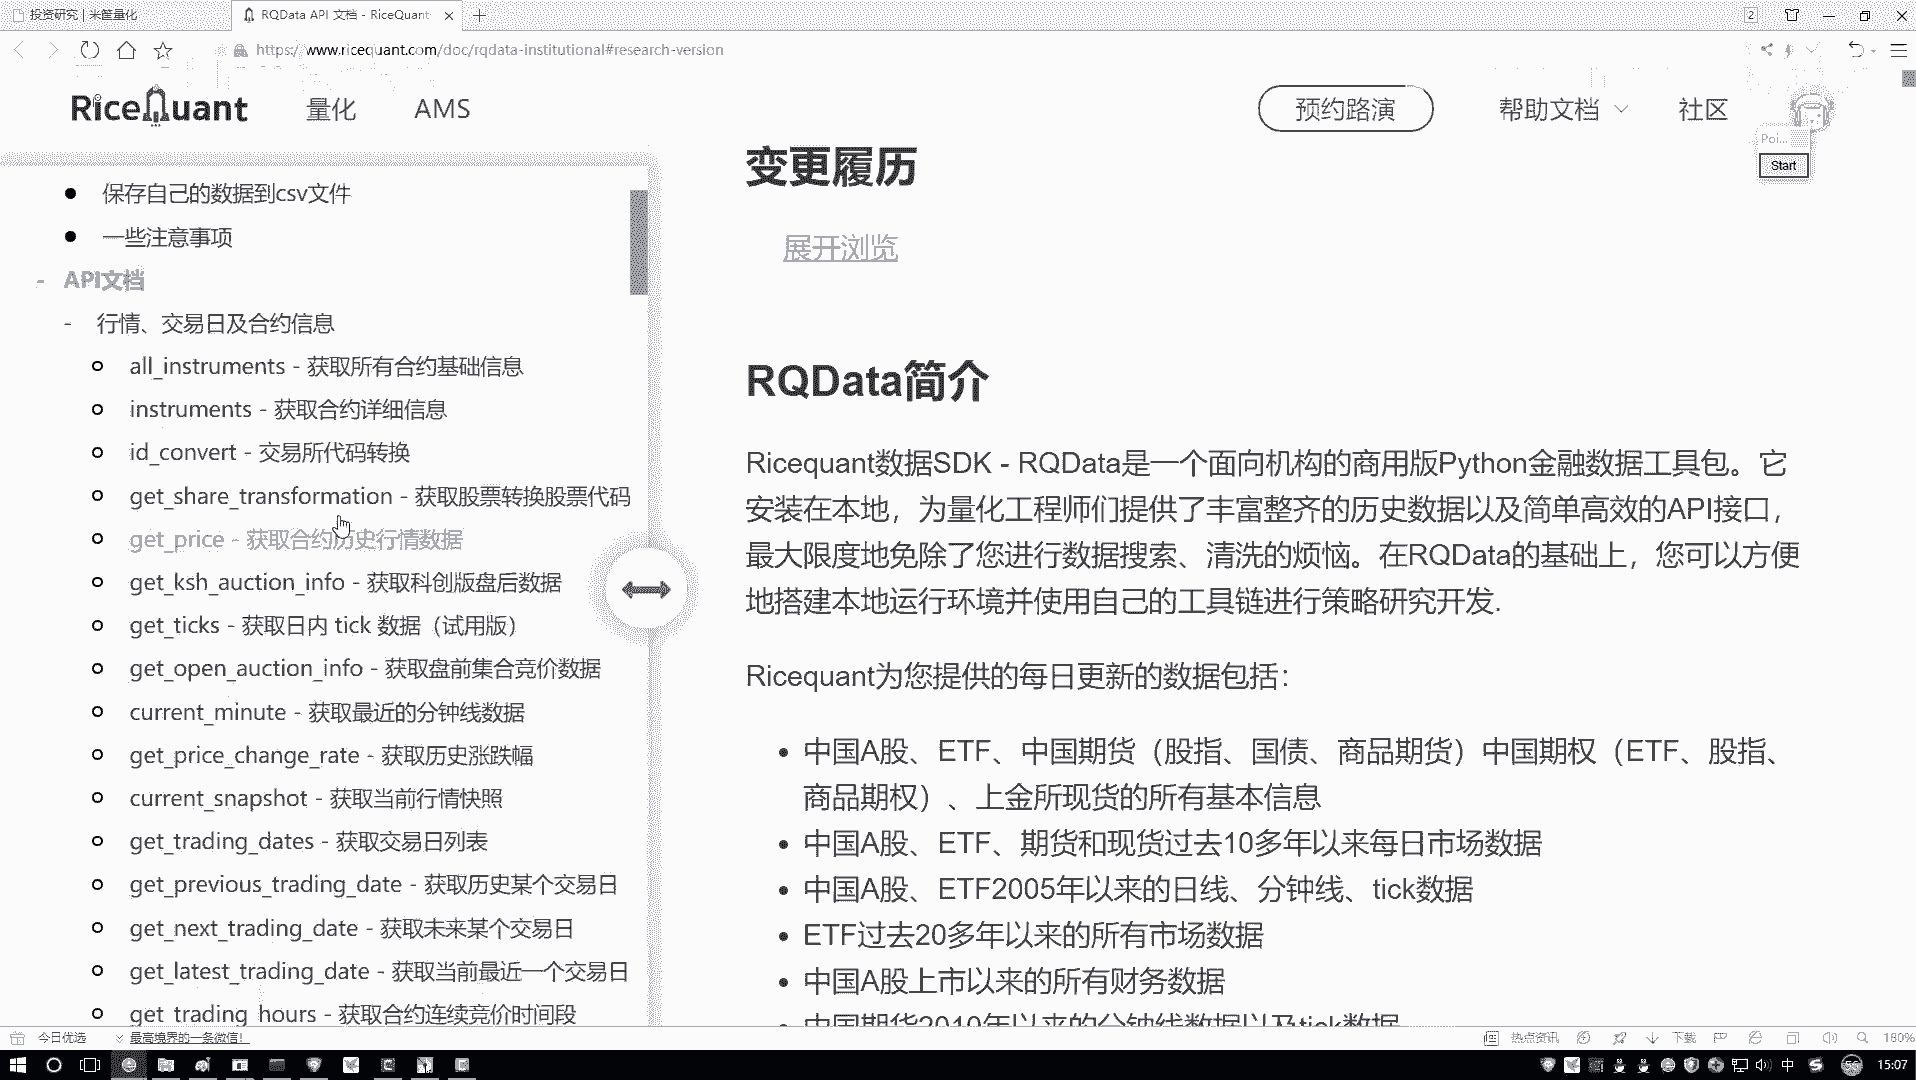 投资研究 | 米筐量化
RQData API 文档 - RiceQuant
2
https://www.ricequant.com/doc/rqdata-institutional#research-version
RiceQuant
量化
AMS
预约路演
帮助文档
社区
Poi...
Start
保存自己的数据到csv文件
一些注意事项
- API文档
- 行情、交易日及合约信息
all_instruments - 获取所有合约基础信息
instruments - 获取合约详细信息
id_convert - 交易所代码转换
get_share_transformation - 获取股票转换股票代码
get_price - 获取合约历史行情数据
get_ksh_auction_info - 获取科创版盘后数据
get_ticks - 获取日内 tick 数据（试用版）
get_open_auction_info - 获取盘前集合竞价数据
current_minute - 获取最近的分钟线数据
get_price_change_rate - 获取历史涨跌幅
current_snapshot - 获取当前行情快照
get_trading_dates - 获取交易日列表
get_previous_trading_date - 获取历史某个交易日
get_next_trading_date - 获取未来某个交易日
get_latest_trading_date - 获取当前最近一个交易日
get_trading_hours - 获取合约连续竞价时间段
变更履历
展开浏览
RQData简介
Ricequant数据SDK - RQData是一个面向机构的商用版Python金融数据工具包。它
安装在本地，为量化工程师们提供了丰富整齐的历史数据以及简单高效的API接口，
最大限度地免除了您进行数据搜索、清洗的烦恼。在RQData的基础上，您可以方便
地搭建本地运行环境并使用自己的工具链进行策略研究开发.
Ricequant为您提供的每日更新的数据包括：
中国A股、ETF、中国期货（股指、国债、商品期货）中国期权（ETF、股指、
商品期权）、上金所现货的所有基本信息
中国A股、ETF、期货和现货过去10多年以来每日市场数据
中国A股、ETF2005年以来的日线、分钟线、tick数据
ETF过去20多年以来的所有市场数据
中国A股上市以来的所有财务数据
中国期货2010年以来的分钟线数据以及tick数据
今日优选
最高境界的一条微信！
热点资讯
下载
180%
中
56
15:07